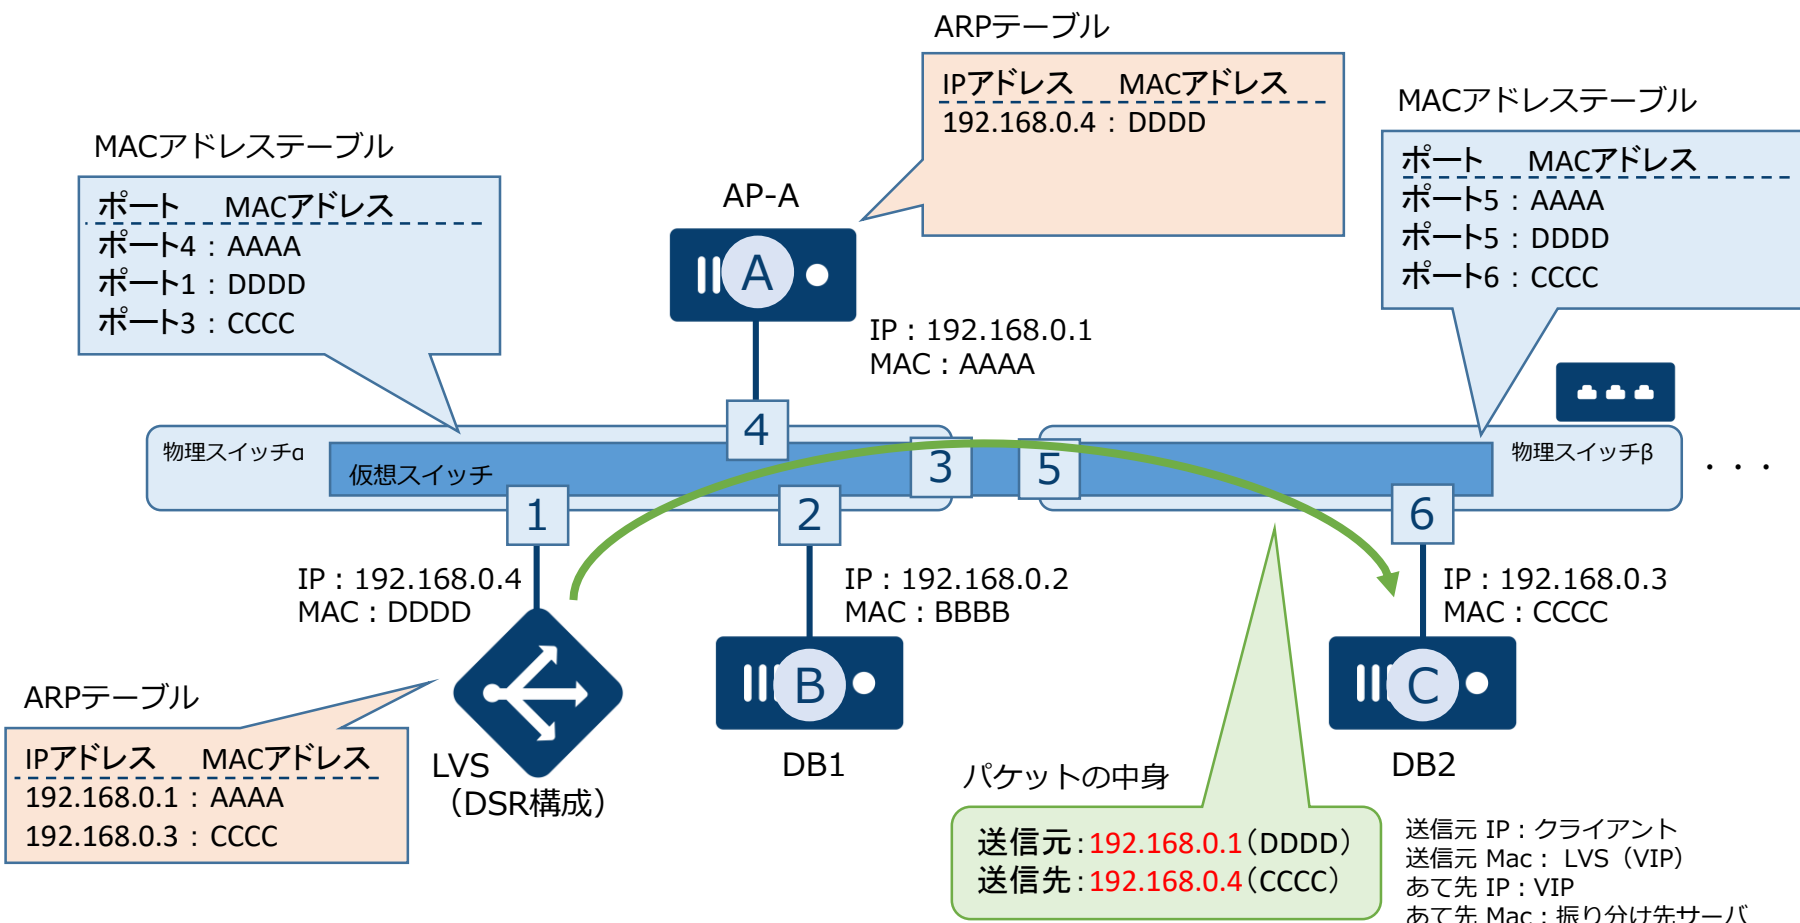 ARPテーブル
IPアドレス MACアドレス
192.168.0.4：DDDD
MACアドレステーブル
ポート MACアドレス
ポート4：AAAA
ポート1：DDDD
ポート3：CCCC
MACアドレステーブル
ポート MACアドレス
ポート5：AAAA
ポート5：DDDD
ポート6：CCCC
AP-A
A
IP：192.168.0.1
MAC：AAAA
物理スイッチα
仮想スイッチ
物理スイッチβ
・・・
4
3
5
1
2
6
IP：192.168.0.4
MAC：DDDD
IP：192.168.0.2
MAC：BBBB
IP：192.168.0.3
MAC：CCCC
B
C
ARPテーブル
IPアドレス MACアドレス
192.168.0.1：AAAA
192.168.0.3：CCCC
LVS
（DSR構成）
DB1
DB2
パケットの中身
送信元：192.168.0.1（DDDD）
送信先：192.168.0.4（CCCC）
送信元 IP：クライアント
送信元 Mac： LVS（VIP）
あて先 IP：VIP
あて先 Mac：振り分け先サーバ